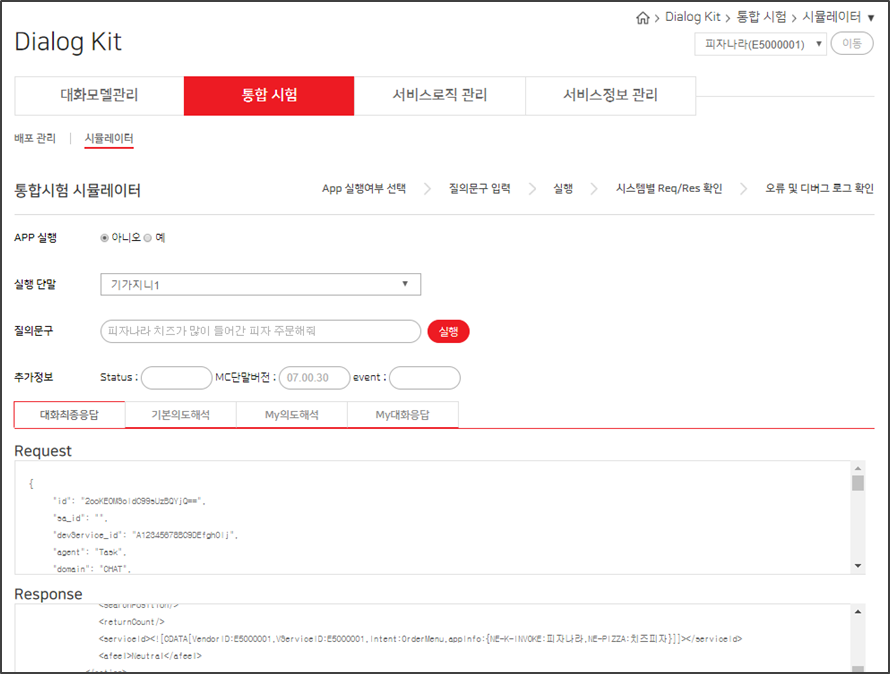 Dialog Kit > 통합 시험 > 시뮬레이터 ▼
Dialog Kit
피자나라(E5000001) ▼ 이동
대화모델관리 통합 시험 서비스로직 관리 서비스정보 관리
배포 관리 | 시뮬레이터
통합시험 시뮬레이터 App 실행여부 선택 > 질의문구 입력 > 실행 > 시스템별 Req/Res 확인 > 오류 및 디버그 로그 확인
APP 실행 아니오 예
실행 단말 기가지니1 ▼
질의문구 피자나라 치즈가 많이 들어간 피자 주문해줘 실행
추가정보 Status : MC단말버전 : 07.00.30 event :
대화최종응답 기본의도해석 My의도해석 My대화응답
Request
{
"sa_id": "",
"agent": "Task",
"domain": "CHAT",
Response
<searchPosition/>
<returnCount/>
<serviceId><![CDATA[VendorID:E5000001,VServiceID:E5000001,Intent:OrderMenu,appInfo:{NE-K-INVOKE:피자나라,NE-PIZZA:치즈피자}]]></serviceId>
<afeel>Neutral</afeel>